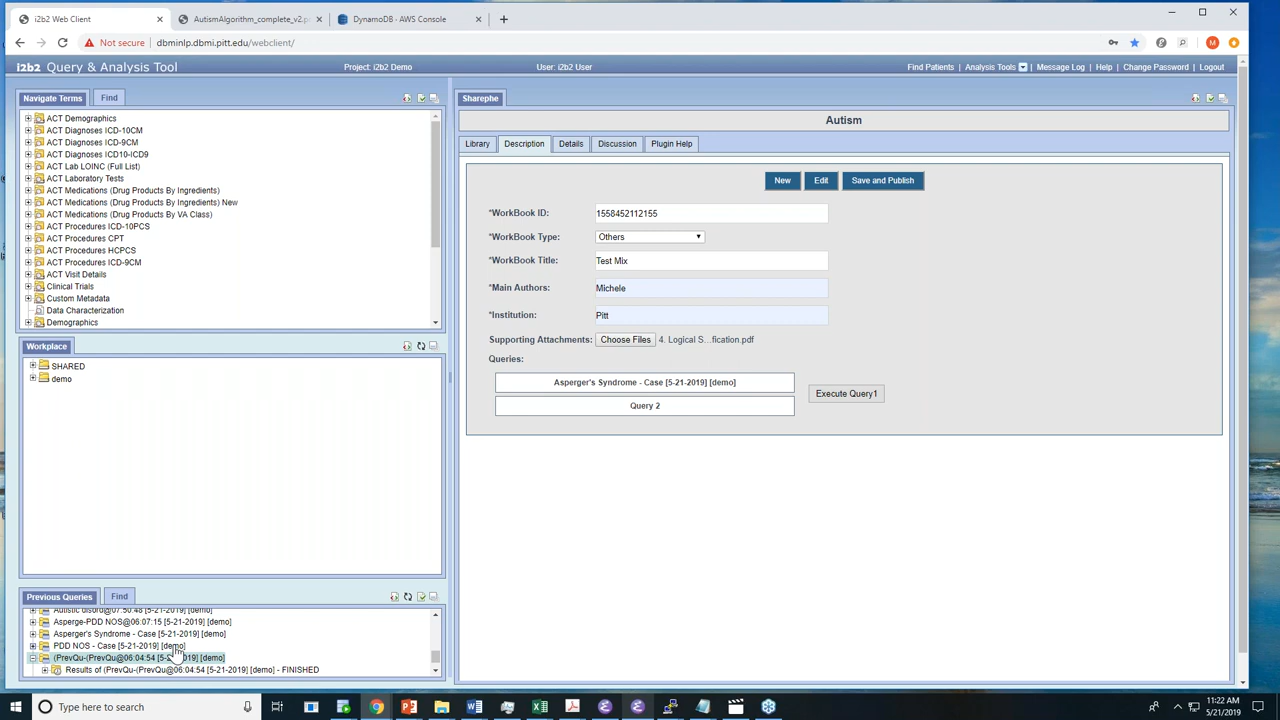 i2b2 Web Client
AutismAlgorithm_complete_v2.p
DynamoDB - AWS Console
Not secure dbminlp.dbmi.pitt.edu/webclient/
M
i2b2 Query & Analysis Tool
Project: i2b2 Demo
User: i2b2 User
Find Patients | Analysis Tools | Message Log | Help | Change Password | Logout
Navigate Terms
Find
ACT Demographics
ACT Diagnoses ICD-10CM
ACT Diagnoses ICD-9CM
ACT Diagnoses ICD10-ICD9
ACT Lab LOINC (Full List)
ACT Laboratory Tests
ACT Medications (Drug Products By Ingredients)
ACT Medications (Drug Products By Ingredients) New
ACT Medications (Drug Products By VA Class)
ACT Procedures ICD-10PCS
ACT Procedures CPT
ACT Procedures HCPCS
ACT Procedures ICD-9CM
ACT Visit Details
Clinical Trials
Custom Metadata
Data Characterization
Demographics
Workplace
SHARED
demo
Previous Queries
Find
Autistic disord@07:50:48 [5-21-2019] [demo]
Asperge-PDD NOS@06:07:15 [5-21-2019] [demo]
Asperger's Syndrome - Case [5-21-2019] [demo]
PDD NOS - Case [5-21-2019] [demo]
(PrevQu-(PrevQu@06:04:54 [5-21-2019] [demo]
Results of (PrevQu-(PrevQu@06:04:54 [5-21-2019] [demo] - FINISHED
Sharephe
Autism
Library
Description
Details
Discussion
Plugin Help
New
Edit
Save and Publish
*WorkBook ID: 1558452112155
*WorkBook Type: Others
*WorkBook Title: Test Mix
*Main Authors: Michele
*Institution: Pitt
Supporting Attachments: Choose Files 4. Logical S...fication.pdf
Queries:
Asperger's Syndrome - Case [5-21-2019] [demo]
Query 2
Execute Query1
Type here to search
11:22 AM
5/21/2019